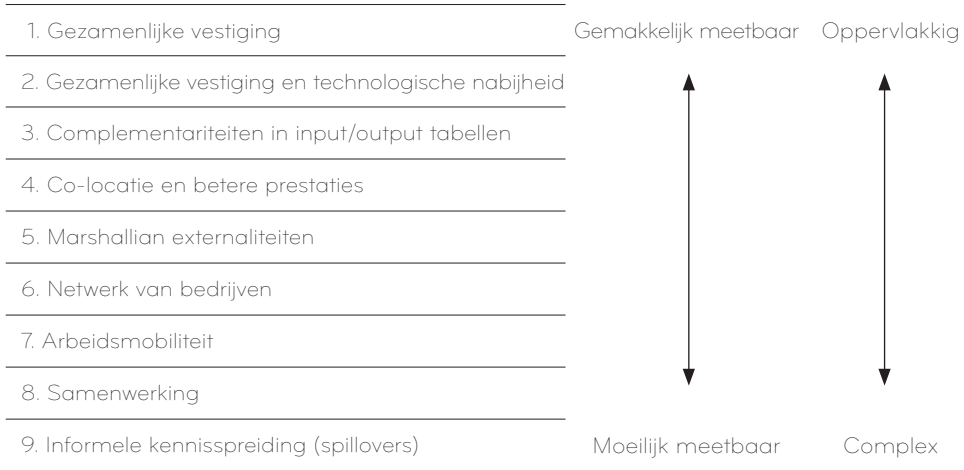 1. Gezamenlijke vestiging Gemakkelijk meetbaar Oppervlakkig
2. Gezamenlijke vestiging en technologische nabijheid
3. Complementariteiten in input/output tabellen
4. Co-locatie en betere prestaties
5. Marshallian externaliteiten
6. Netwerk van bedrijven
7. Arbeidsmobiliteit
8. Samenwerking
9. Informele kennisspreiding (spillovers) Moeilijk meetbaar Complex